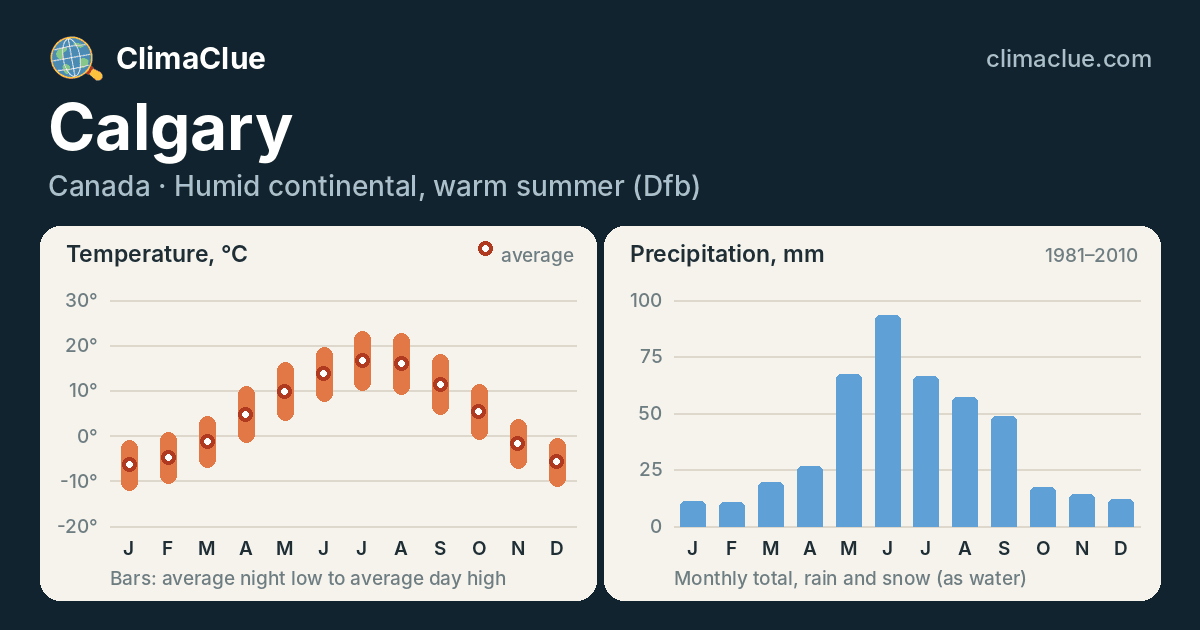 ClimaClue
climaclue.com
Calgary
Canada · Humid continental, warm summer (Dfb)
Temperature, °C
average
30°
20°
10°
0°
-10°
-20°
J F M A M J J A S O N D
Bars: average night low to average day high
Precipitation, mm
1981–2010
100
75
50
25
0
J F M A M J J A S O N D
Monthly total, rain and snow (as water)